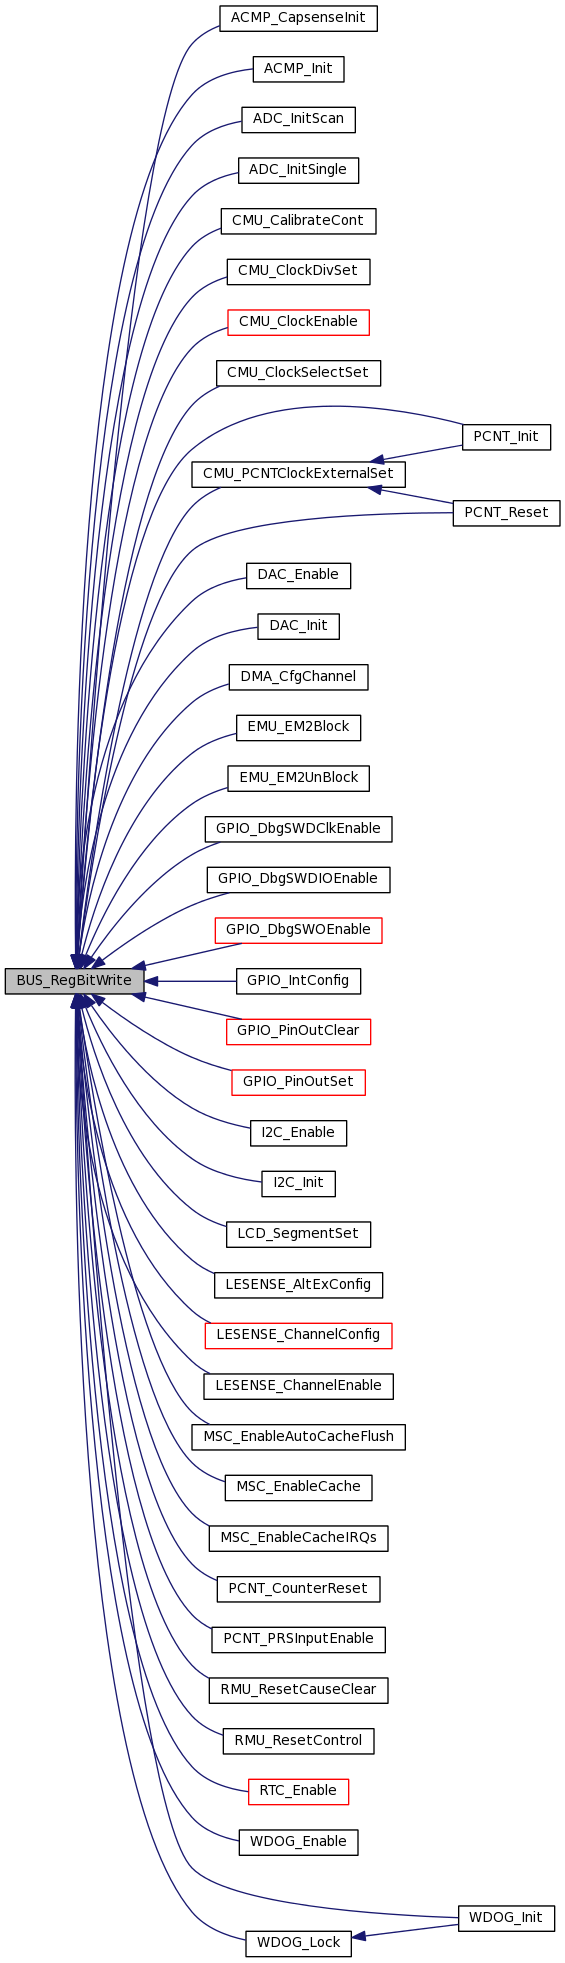 ACMP_CapsenseInit
ACMP_Init
ADC_InitScan
ADC_InitSingle
CMU_CalibrateCont
CMU_ClockDivSet
CMU_ClockEnable
CMU_ClockSelectSet
PCNT_Init
CMU_PCNTClockExternalSet
PCNT_Reset
DAC_Enable
DAC_Init
DMA_CfgChannel
EMU_EM2Block
EMU_EM2UnBlock
GPIO_DbgSWDClkEnable
GPIO_DbgSWDIOEnable
GPIO_DbgSWOEnable
BUS_RegBitWrite
GPIO_IntConfig
GPIO_PinOutClear
GPIO_PinOutSet
I2C_Enable
I2C_Init
LCD_SegmentSet
LESENSE_AltExConfig
LESENSE_ChannelConfig
LESENSE_ChannelEnable
MSC_EnableAutoCacheFlush
MSC_EnableCache
MSC_EnableCacheIRQs
PCNT_CounterReset
PCNT_PRSInputEnable
RMU_ResetCauseClear
RMU_ResetControl
RTC_Enable
WDOG_Enable
WDOG_Init
WDOG_Lock